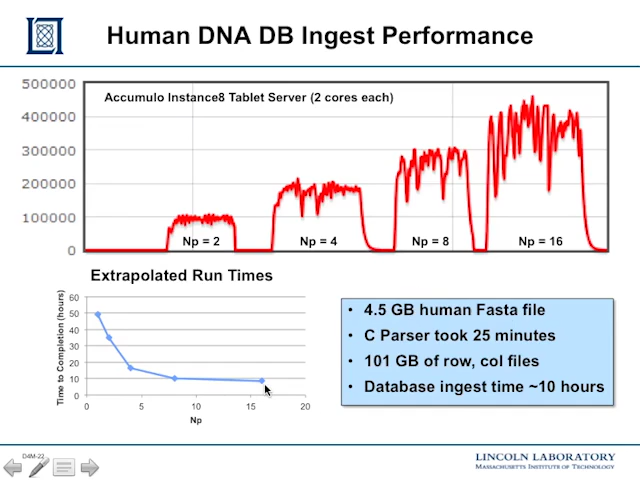 Human DNA DB Ingest Performance
500000
400000
300000
200000
100000
0
Accumulo Instance8 Tablet Server (2 cores each)
Np = 2
Np = 4
Np = 8
Np = 16
Extrapolated Run Times
Time to Completion (hours)
60
50
40
30
20
10
0
0 5 10 15 20
Np
• 4.5 GB human Fasta file
• C Parser took 25 minutes
• 101 GB of row, col files
• Database ingest time ~10 hours
D4M-22
LINCOLN LABORATORY
MASSACHUSETTS INSTITUTE OF TECHNOLOGY